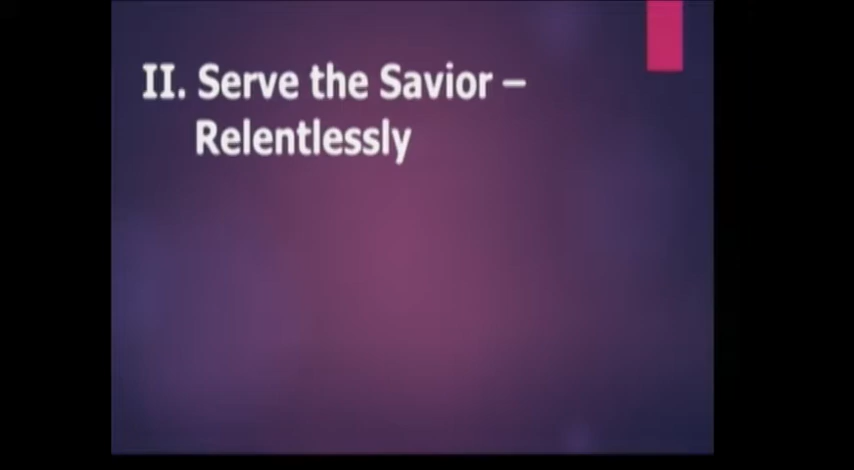 II. Serve the Savior –
Relentlessly